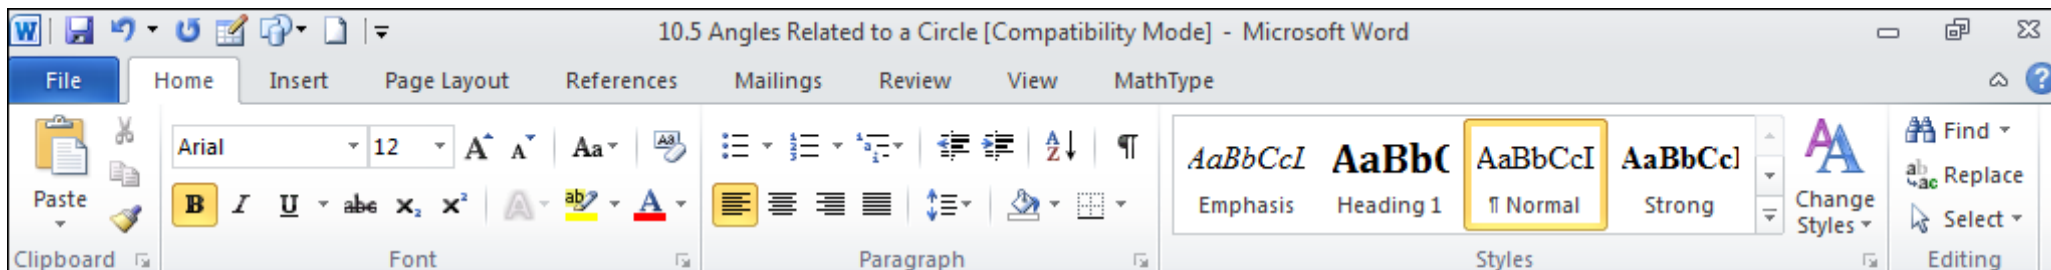 10.5 Angles Related to a Circle [Compatibility Mode] - Microsoft Word
File Home Insert Page Layout References Mailings Review View MathType
Paste
Clipboard
Arial 12 A A Aa
B I U abc x₂ x² A ab A
Font
A Z ¶
Paragraph
AaBbCcI AaBb( AaBbCcI AaBbCcl
Emphasis Heading 1 ¶ Normal Strong
Change Styles
Styles
Find
Replace
Select
Editing